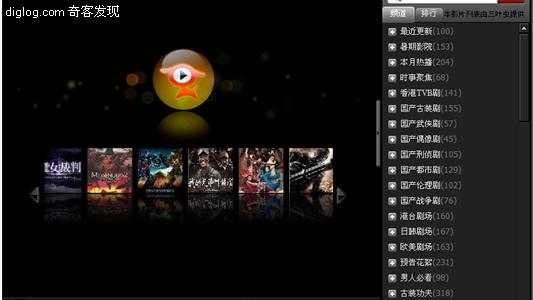 diglog.com 奇客发现
频道 排行 本影片列表由三叶虫提供
最近更新(100)
暑期影院(153)
本月热播(204)
时事聚焦(68)
香港TVB剧(141)
国产古装剧(155)
国产武侠剧(57)
国产偶像剧(45)
国产刑侦剧(105)
国产都市剧(129)
国产伦理剧(102)
国产战争剧(76)
港台剧场(160)
日韩剧场(167)
欧美剧场(163)
预告花絮(231)
男人必看(98)
古装功夫(318)
女裁判